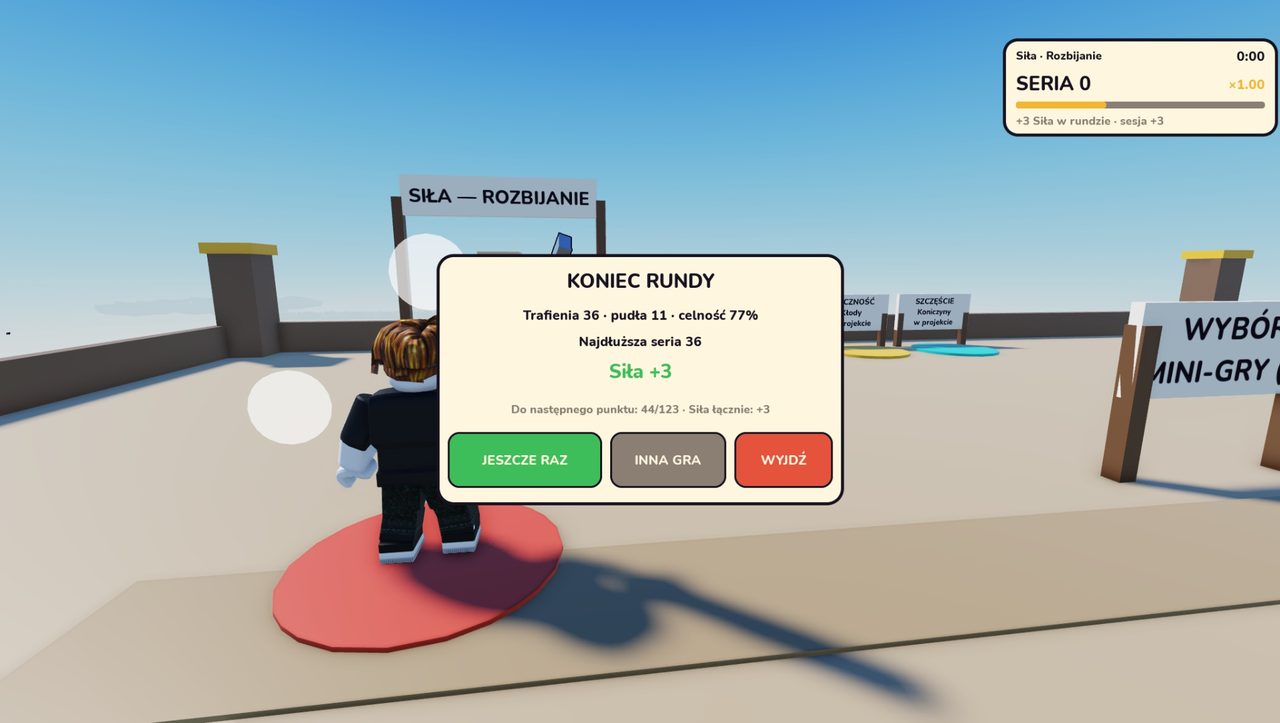 Siła · Rozbijanie 0:00
SERIA 0 ×1.00
+3 Siła w rundzie · sesja +3
SIŁA — ROZBIJANIE
KONIEC RUNDY
Trafienia 36 · pudła 11 · celność 77%
Najdłuższa seria 36
Siła +3
Do następnego punktu: 44/123 · Siła łącznie: +3
JESZCZE RAZ
INNA GRA
WYJDŹ
SZCZĘŚCIE
Koniczyny
w projekcie
WYBÓR
MINI-GRY